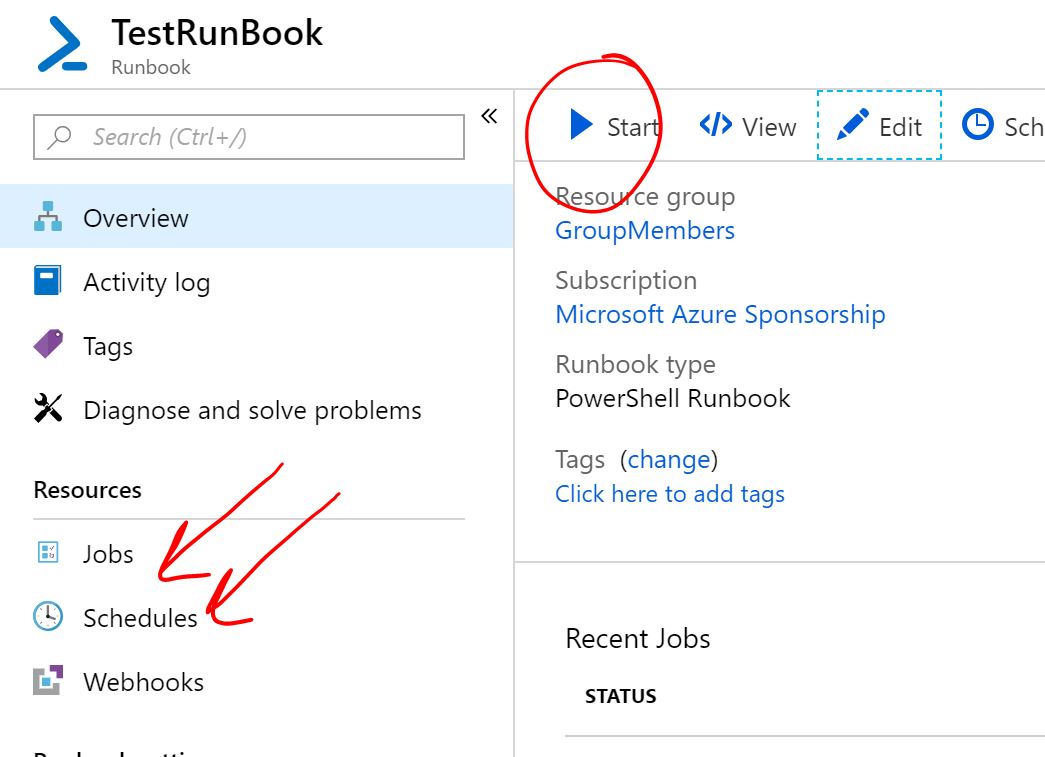 TestRunBook
Runbook
Search (Ctrl+/)
Overview
Activity log
Tags
Diagnose and solve problems
Resources
Jobs
Schedules
Webhooks
Start
View
Edit
Sch
Resource group
GroupMembers
Subscription
Microsoft Azure Sponsorship
Runbook type
PowerShell Runbook
Tags (change)
Click here to add tags
Recent Jobs
STATUS